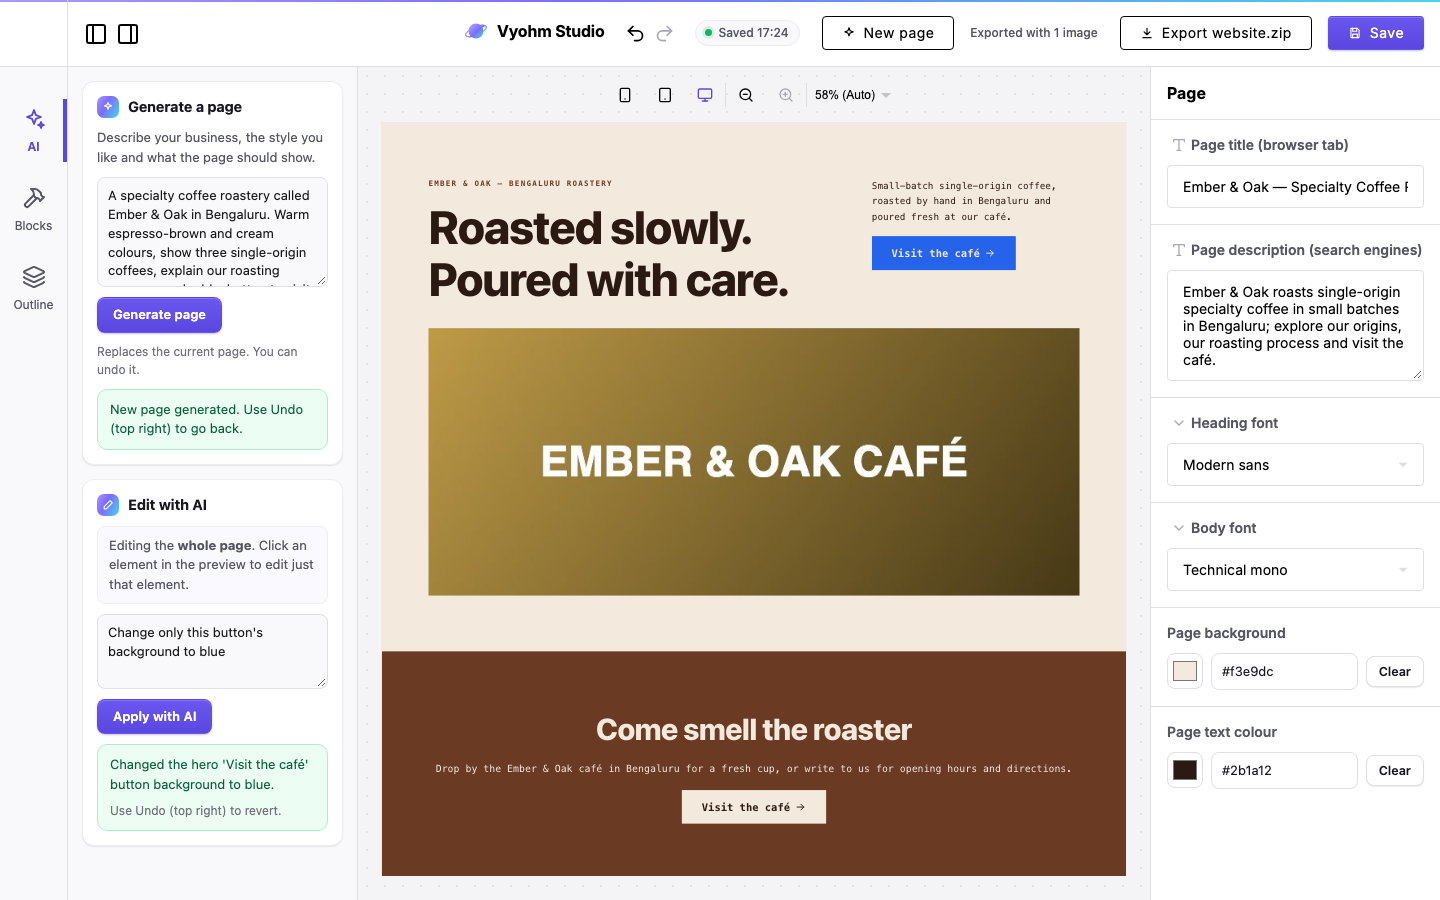 Vyohm Studio
Saved 17:24
New page
Exported with 1 image
Export website.zip
Save
AI
Blocks
Outline
Generate a page
Describe your business, the style you
like and what the page should show.
A specialty coffee roastery called
Ember & Oak in Bengaluru. Warm
espresso-brown and cream
colours, show three single-origin
coffees, explain our roasting
Generate page
Replaces the current page. You can
undo it.
New page generated. Use Undo
(top right) to go back.
Edit with AI
Editing the whole page. Click an
element in the preview to edit just
that element.
Change only this button's
background to blue
Apply with AI
Changed the hero 'Visit the café'
button background to blue.
Use Undo (top right) to revert.
58% (Auto)
EMBER & OAK — BENGALURU ROASTERY
Roasted slowly.
Poured with care.
Small-batch single-origin coffee,
roasted by hand in Bengaluru and
poured fresh at our café.
Visit the café →
EMBER & OAK CAFÉ
Come smell the roaster
Drop by the Ember & Oak café in Bengaluru for a fresh cup, or write to us for opening hours and directions.
Visit the café →
Page
Page title (browser tab)
Ember & Oak — Specialty Coffee
Page description (search engines)
Ember & Oak roasts single-origin
specialty coffee in small batches
in Bengaluru; explore our origins,
our roasting process and visit the
café.
Heading font
Modern sans
Body font
Technical mono
Page background
#f3e9dc
Clear
Page text colour
#2b1a12
Clear